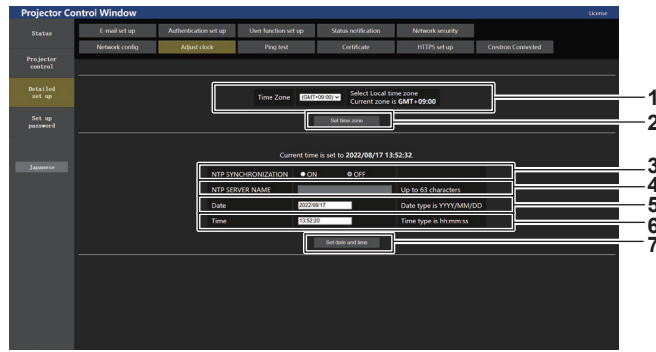 Projector Control Window
License
Status
E-mail set up
Authentication set up
User function set up
Status notification
Network security
Network config
Adjust clock
Ping test
Certificate
HTTPS set up
Crestron Connected
Projector
control
Detailed
set up
Set up
password
Japanese
Time Zone
(GMT+09:00)
Select Local time zone
Current zone is GMT+09:00
1
Set time zone
2
Current time is set to 2022/08/17 13:52:32.
NTP SYNCHRONIZATION
ON
OFF
3
NTP SERVER NAME
Up to 63 characters
4
Date
2022/08/17
Date type is YYYY/MM/DD
5
Time
13:52:20
Time type is hh:mm:ss
6
Set date and time
7